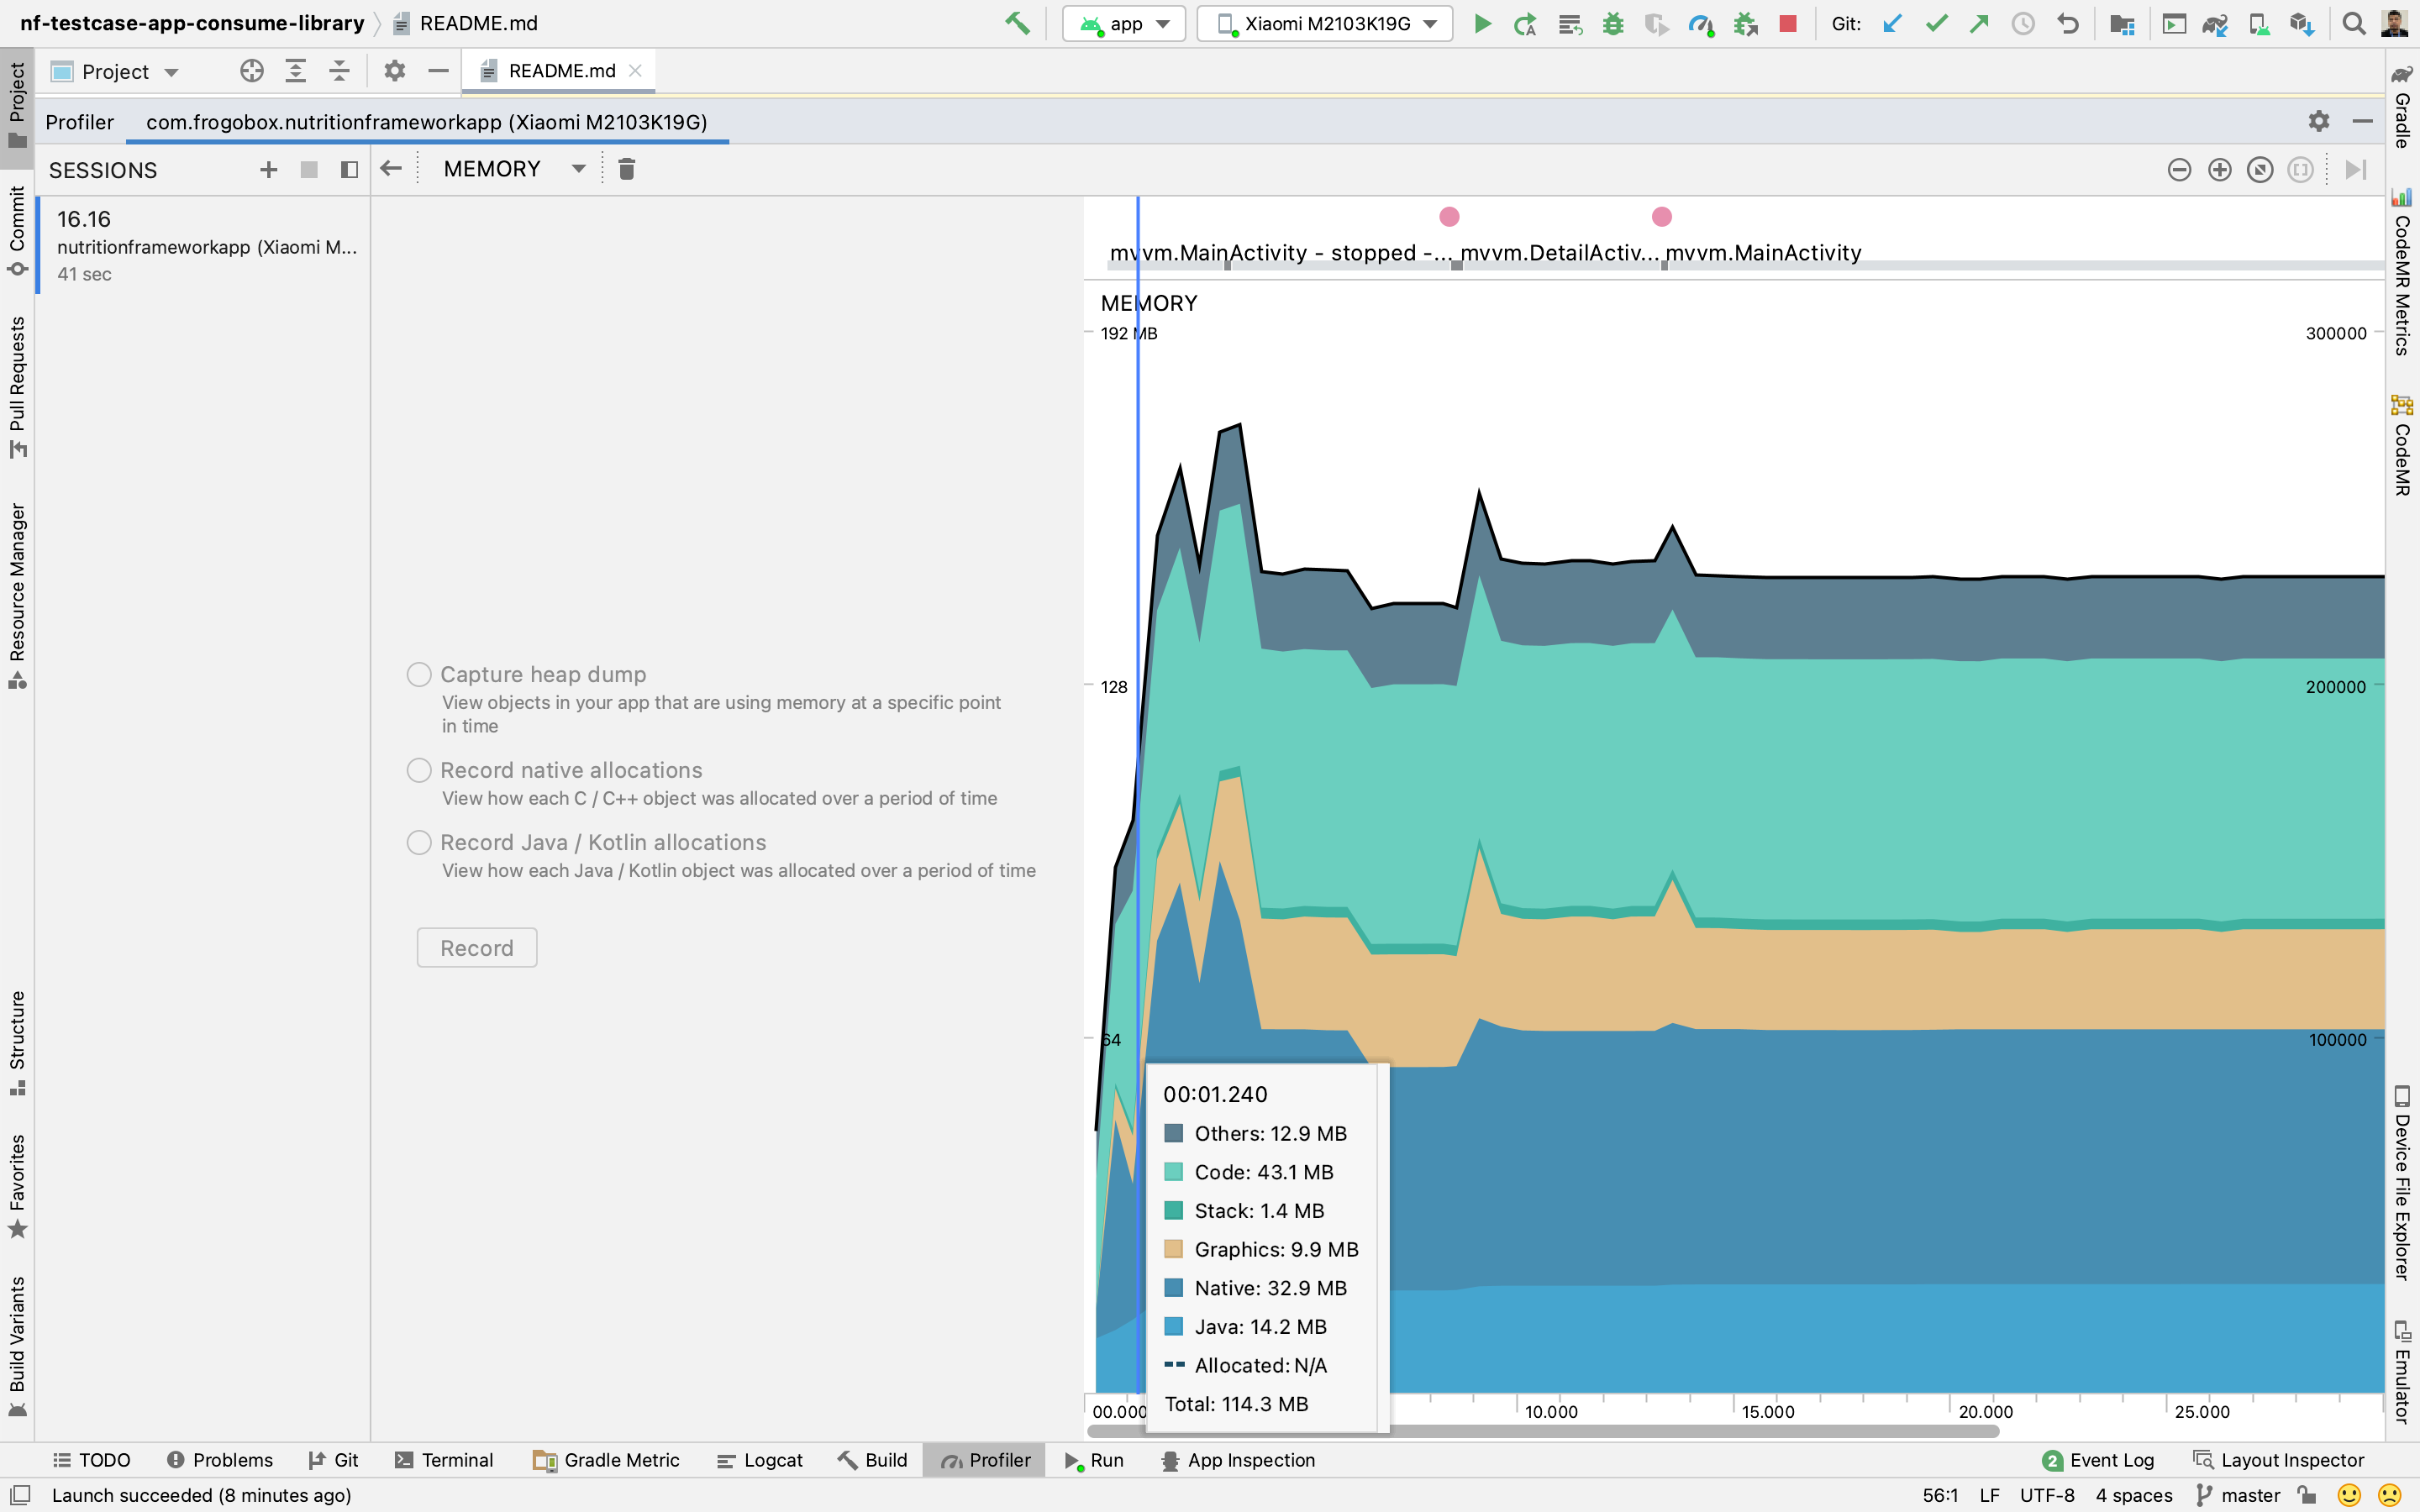 nf-testcase-app-consume-library
README.md
app
Xiaomi M2103K19G
Git:
Project
README.md
Profiler
com.frogobox.nutritionframeworkapp (Xiaomi M2103K19G)
SESSIONS
MEMORY
16.16
nutritionframeworkapp (Xiaomi M...
41 sec
Project
Commit
Pull Requests
Resource Manager
Structure
Favorites
Build Variants
Capture heap dump
View objects in your app that are using memory at a specific point
in time
Record native allocations
View how each C / C++ object was allocated over a period of time
Record Java / Kotlin allocations
View how each Java / Kotlin object was allocated over a period of time
Record
mvvm.MainActivity - stopped -...
mvvm.DetailActiv...
mvvm.MainActivity
MEMORY
192 MB
300000
128
200000
64
100000
00:01.240
Others: 12.9 MB
Code: 43.1 MB
Stack: 1.4 MB
Graphics: 9.9 MB
Native: 32.9 MB
Java: 14.2 MB
Allocated: N/A
Total: 114.3 MB
00.000
10.000
15.000
20.000
25.000
Gradle
CodeMR Metrics
CodeMR
Device File Explorer
Emulator
TODO
Problems
Git
Terminal
Gradle Metric
Logcat
Build
Profiler
Run
App Inspection
2
Event Log
Layout Inspector
Launch succeeded (8 minutes ago)
56:1
LF
UTF-8
4 spaces
master